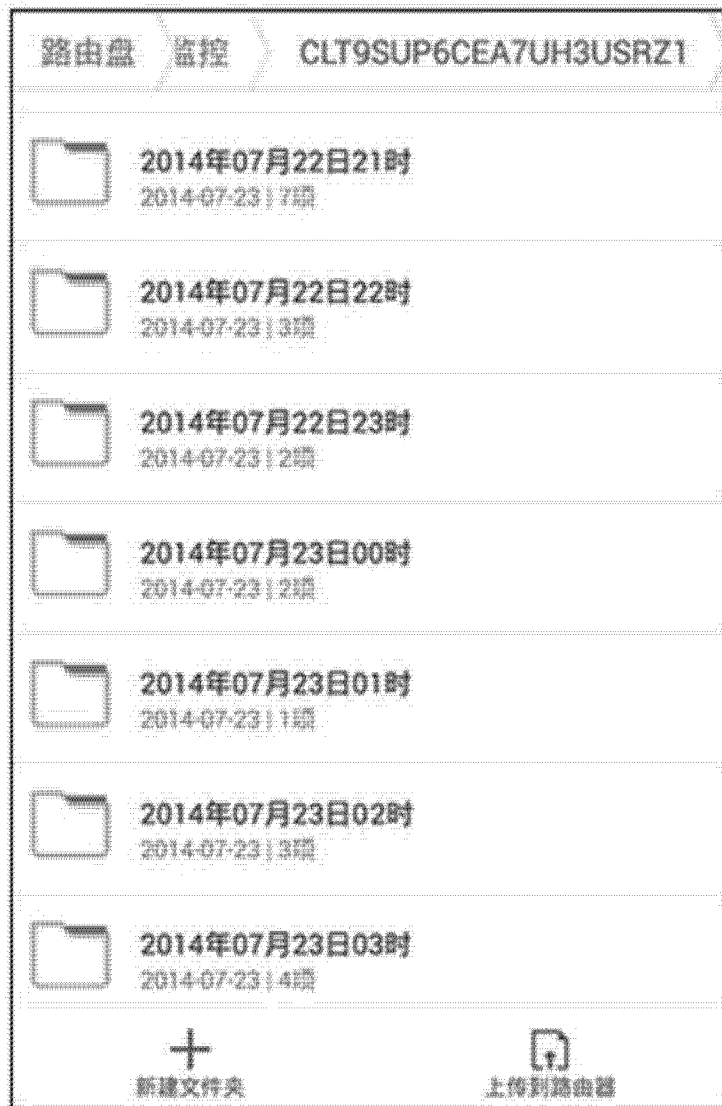 路由盘 监控 CLT9SUP6CEA7UH3USRZ1
2014年07月22日21时
2014-07-23 | 7项
2014年07月22日22时
2014-07-23 | 3项
2014年07月22日23时
2014-07-23 | 2项
2014年07月23日00时
2014-07-23 | 2项
2014年07月23日01时
2014-07-23 | 1项
2014年07月23日02时
2014-07-23 | 3项
2014年07月23日03时
2014-07-23 | 4项
新建文件夹 上传到路由器